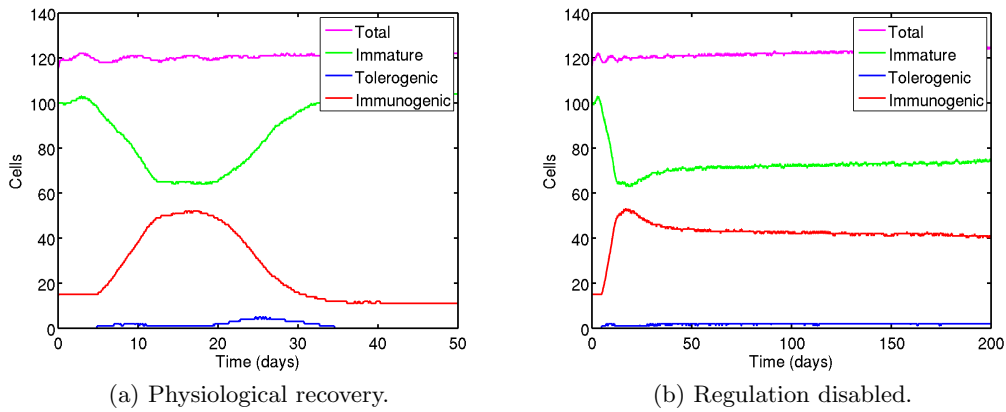 140
120
100
80
60
40
20
0
Cells
0 10 20 30 40 50
Time (days)
Total
Immature
Tolerogenic
Immunogenic
(a) Physiological recovery.
140
120
100
80
60
40
20
0
Cells
0 50 100 150 200
Time (days)
Total
Immature
Tolerogenic
Immunogenic
(b) Regulation disabled.